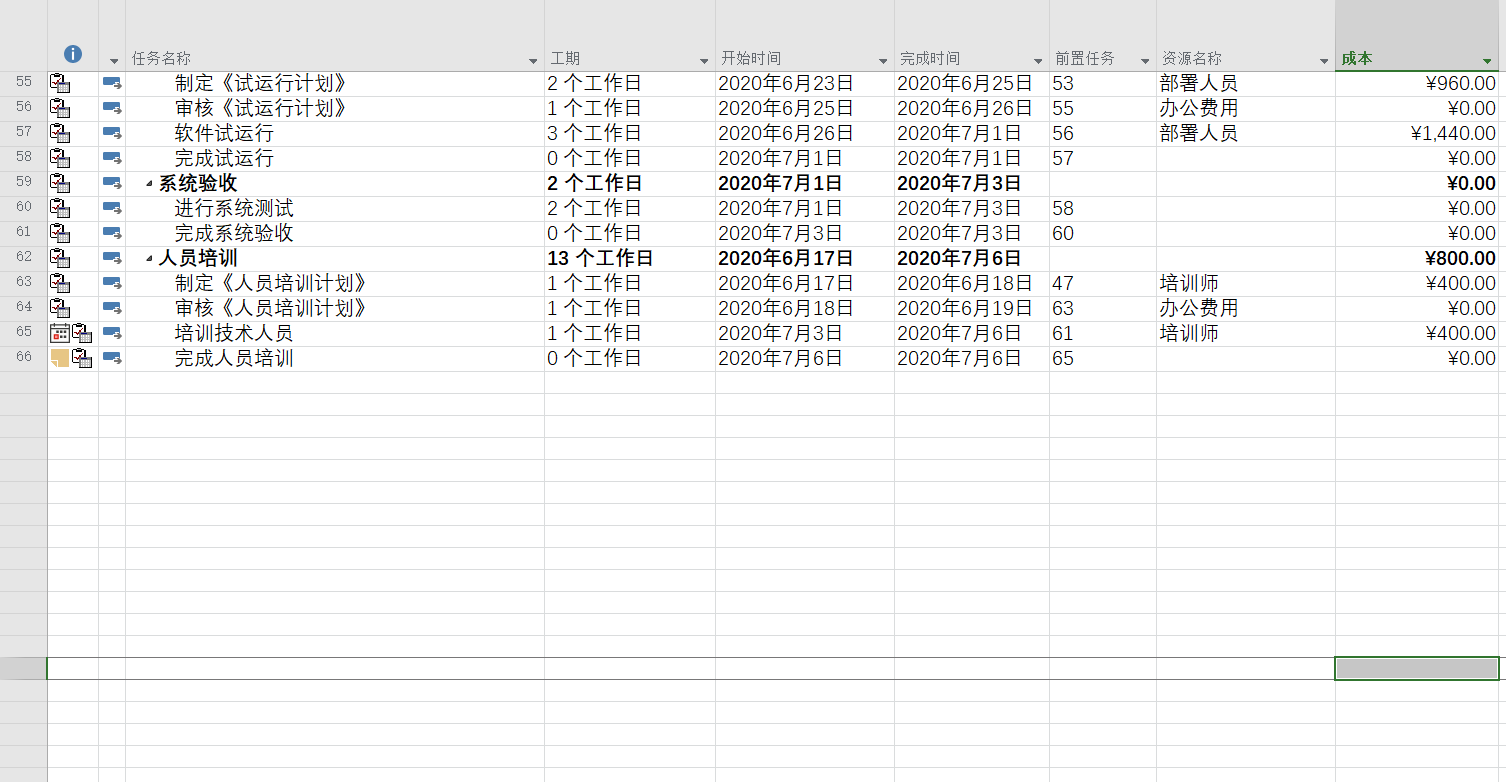 任务名称 工期 开始时间 完成时间 前置任务 资源名称 成本
55 制定《试运行计划》 2 个工作日 2020年6月23日 2020年6月25日 53 部署人员 ¥960.00
56 审核《试运行计划》 1 个工作日 2020年6月25日 2020年6月26日 55 办公费用 ¥0.00
57 软件试运行 3 个工作日 2020年6月26日 2020年7月1日 56 部署人员 ¥1,440.00
58 完成试运行 0 个工作日 2020年7月1日 2020年7月1日 57 ¥0.00
59 系统验收 2 个工作日 2020年7月1日 2020年7月3日 ¥0.00
60 进行系统测试 2 个工作日 2020年7月1日 2020年7月3日 58 ¥0.00
61 完成系统验收 0 个工作日 2020年7月3日 2020年7月3日 60 ¥0.00
62 人员培训 13 个工作日 2020年6月17日 2020年7月6日 ¥800.00
63 制定《人员培训计划》 1 个工作日 2020年6月17日 2020年6月18日 47 培训师 ¥400.00
64 审核《人员培训计划》 1 个工作日 2020年6月18日 2020年6月19日 63 办公费用 ¥0.00
65 培训技术人员 1 个工作日 2020年7月3日 2020年7月6日 61 培训师 ¥400.00
66 完成人员培训 0 个工作日 2020年7月6日 2020年7月6日 65 ¥0.00